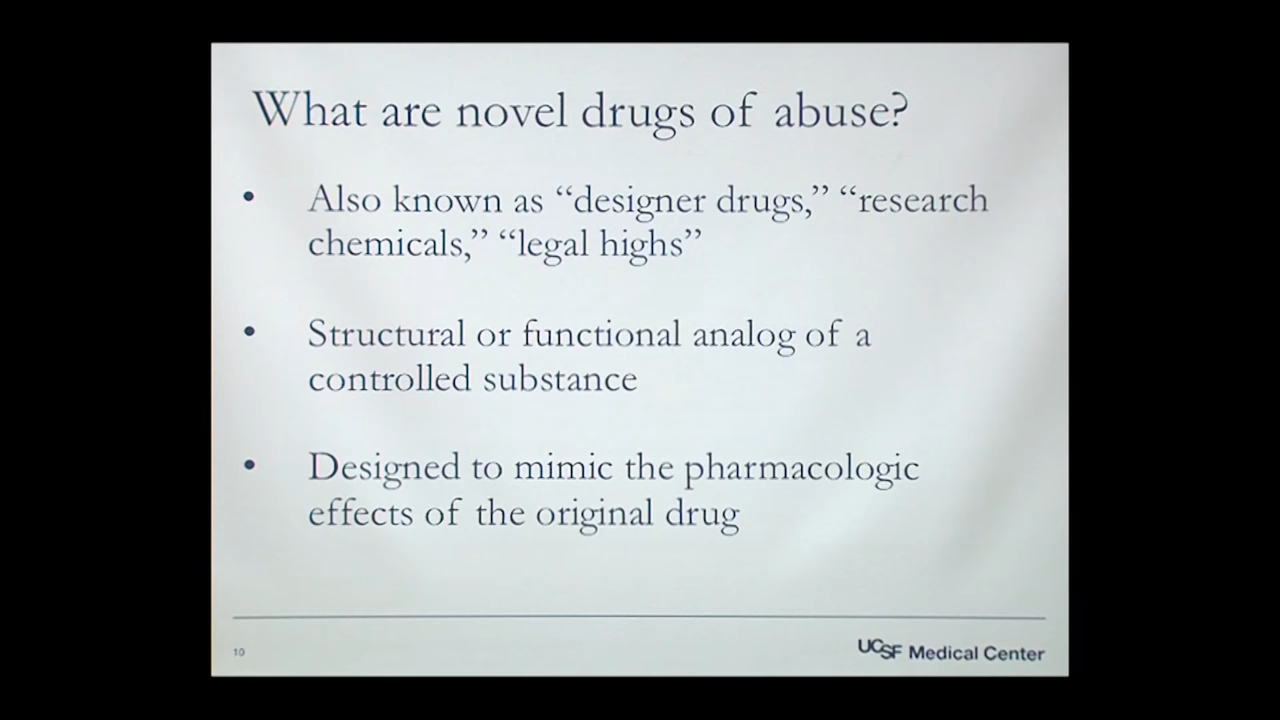 What are novel drugs of abuse?
• Also known as “designer drugs,” “research
chemicals,” “legal highs”
• Structural or functional analog of a
controlled substance
• Designed to mimic the pharmacologic
effects of the original drug
10
UCSF Medical Center